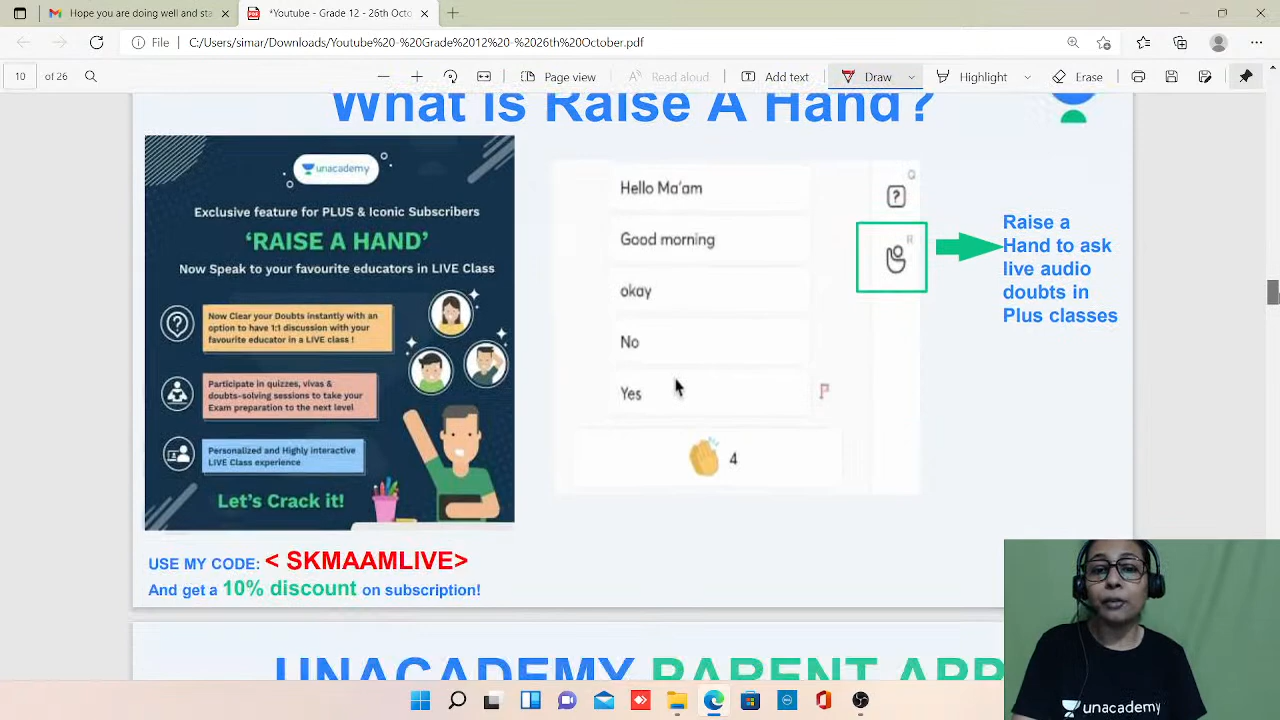 Hope you are doing well and sta
*Youtube - Grade 12 - 26th Octo
File
C:/Users/simar/Downloads/Youtube%20-%20Grade%2012%20-%2026th%20October.pdf
10 of 26
Page view
Read aloud
Add text
Draw
Highlight
Erase
What is Raise A Hand?
unacademy
Exclusive feature for PLUS & Iconic Subscribers
'RAISE A HAND'
Now Speak to your favourite educators in LIVE Class
Now Clear your Doubts instantly with an
option to have 1:1 discussion with your
favourite educator in a LIVE class !
Participate in quizzes, vivas &
doubts-solving sessions to take your
Exam preparation to the next level
Personalized and Highly interactive
LIVE Class experience
Let's Crack it!
Hello Ma'am
Good morning
okay
No
Yes
4
Q
?
R
Raise a
Hand to ask
live audio
doubts in
Plus classes
USE MY CODE: < SKMAAMLIVE>
And get a 10% discount on subscription!
UNACADEMY PARENT APP
unacademy